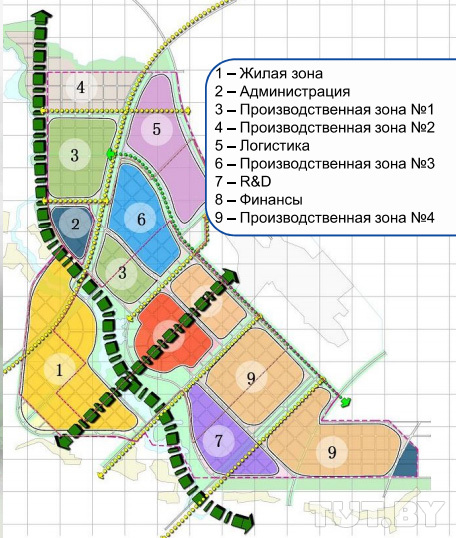 1 – Жилая зона
2 – Администрация
3 – Производственная зона №1
4 – Производственная зона №2
5 – Логистика
6 – Производственная зона №3
7 – R&D
8 – Финансы
9 – Производственная зона №4
4
5
3
2
6
3
1
9
7
9
TUT.BY